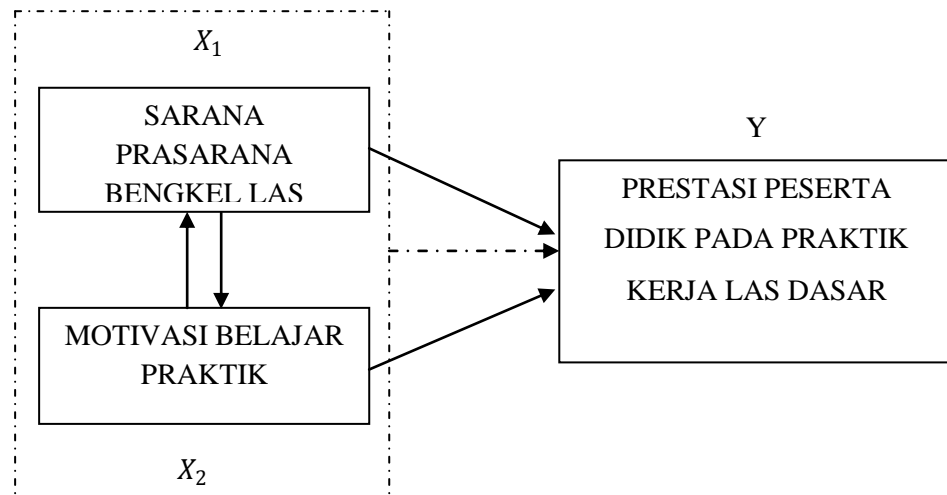 X₁
SARANA
PRASARANA
BENGKEL LAS
Y
PRESTASI PESERTA
DIDIK PADA PRAKTIK
KERJA LAS DASAR
MOTIVASI BELAJAR
PRAKTIK
X₂